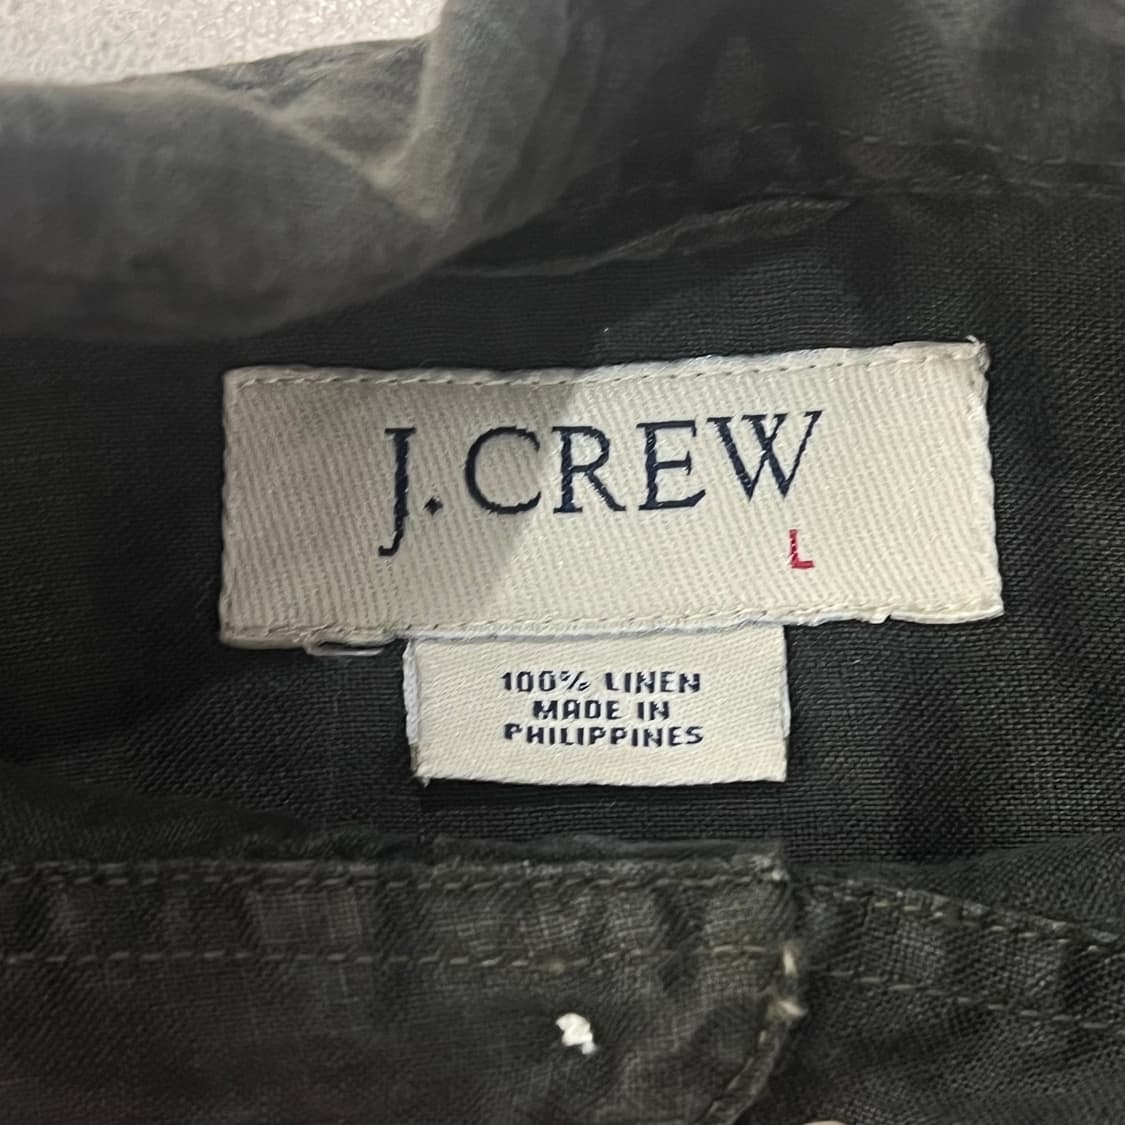 J.CREW
L
100% LINEN
MADE IN
PHILIPPINES